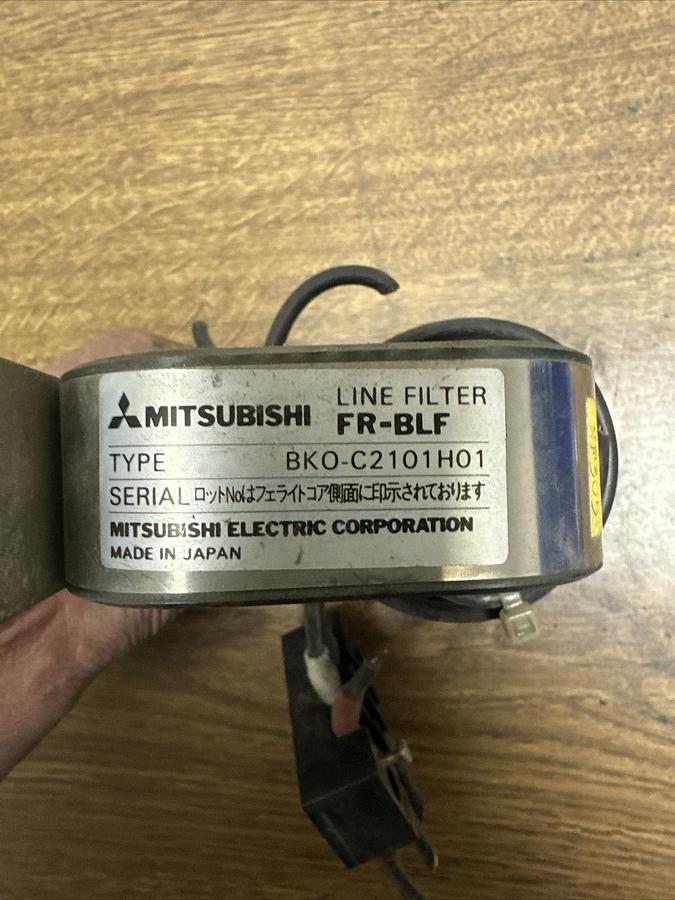 MITSUBISHI LINE FILTER
FR-BLF
TYPE BKO-C2101H01
SERIAL ロットNoはフェライトコア側面に印示されております
MITSUBISHI ELECTRIC CORPORATION
MADE IN JAPAN